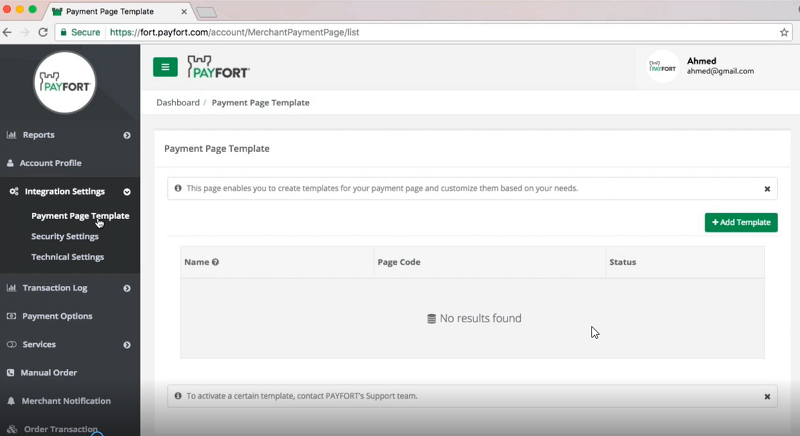 Payment Page Template
Secure
https://fort.payfort.com/account/MerchantPaymentPage/list
PAYFORT
PAYFORT
PAYFORT
Ahmed
ahmed@gmail.com
Dashboard / Payment Page Template
Reports
Account Profile
Integration Settings
Payment Page Template
Security Settings
Technical Settings
Transaction Log
Payment Options
Services
Manual Order
Merchant Notification
Order Transaction
Payment Page Template
This page enables you to create templates for your payment page and customize them based on your needs.
+ Add Template
Name Page Code Status
No results found
To activate a certain template, contact PAYFORT's Support team.